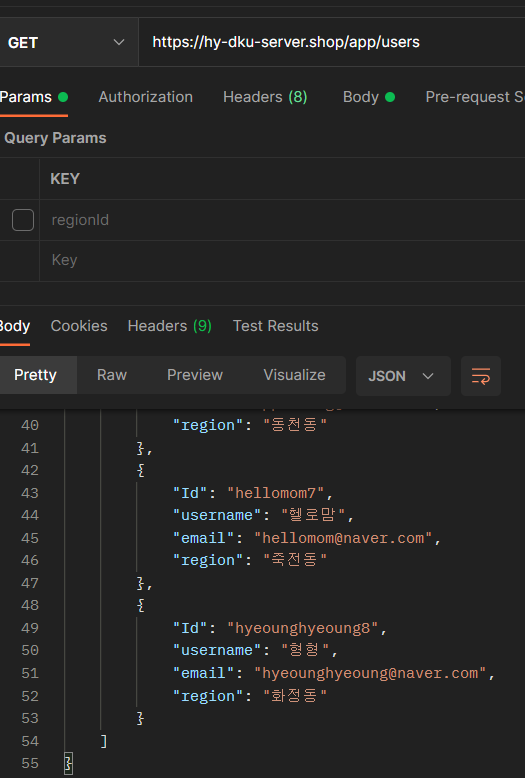 GET https://hy-dku-server.shop/app/users
Params Authorization Headers (8) Body Pre-request S
Query Params
KEY
regionId
Key
Body Cookies Headers (9) Test Results
Pretty Raw Preview Visualize JSON
40 "region": "동천동"
41 },
42 {
43 "Id": "hellomom7",
44 "username": "헬로맘",
45 "email": "hellomom@naver.com",
46 "region": "죽전동"
47 },
48 {
49 "Id": "hyeounghyeoung8",
50 "username": "형형",
51 "email": "hyeounghyeoung@naver.com",
52 "region": "화정동"
53 }
54 ]
55 }